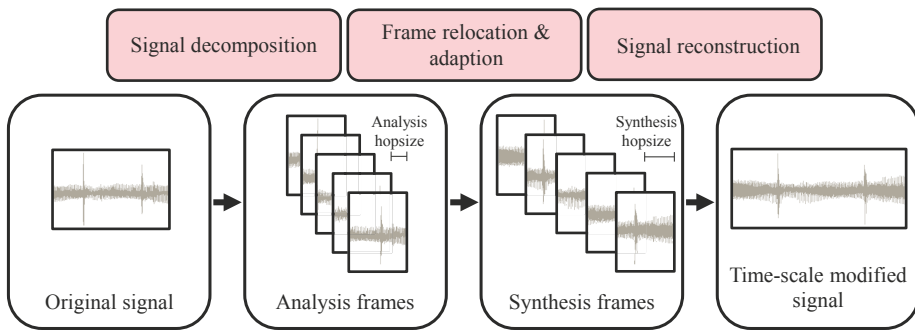 Signal decomposition
Frame relocation &
adaption
Signal reconstruction
Analysis
hopsize
Synthesis
hopsize
Original signal
Analysis frames
Synthesis frames
Time-scale modified
signal